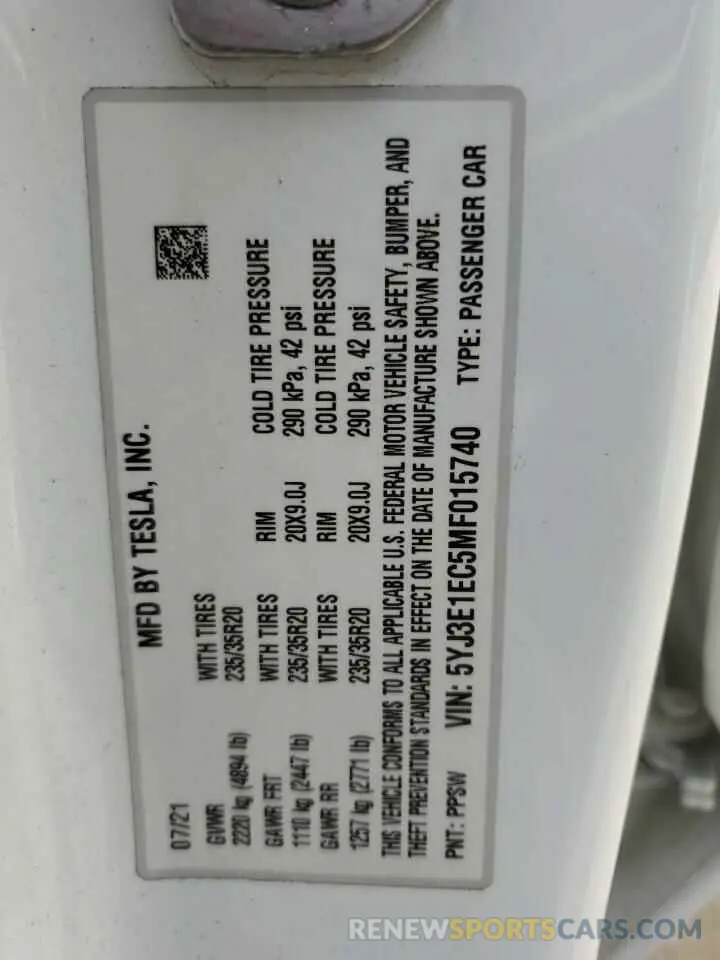 MFD BY TESLA, INC.
07/21
GVWR WITH TIRES
2220 kg (4894 lb) 235/35R20
GAWR FRT WITH TIRES RIM COLD TIRE PRESSURE
1110 kg (2447 lb) 235/35R20 20X9.0J 290 kPa, 42 psi
GAWR RR WITH TIRES RIM COLD TIRE PRESSURE
1257 kg (2771 lb) 235/35R20 20X9.0J 290 kPa, 42 psi
THIS VEHICLE CONFORMS TO ALL APPLICABLE U.S. FEDERAL MOTOR VEHICLE SAFETY, BUMPER, AND
THEFT PREVENTION STANDARDS IN EFFECT ON THE DATE OF MANUFACTURE SHOWN ABOVE.
PNT: PPSW VIN: 5YJ3E1EC5MF015740 TYPE: PASSENGER CAR
RENEWSPORTSCARS.COM